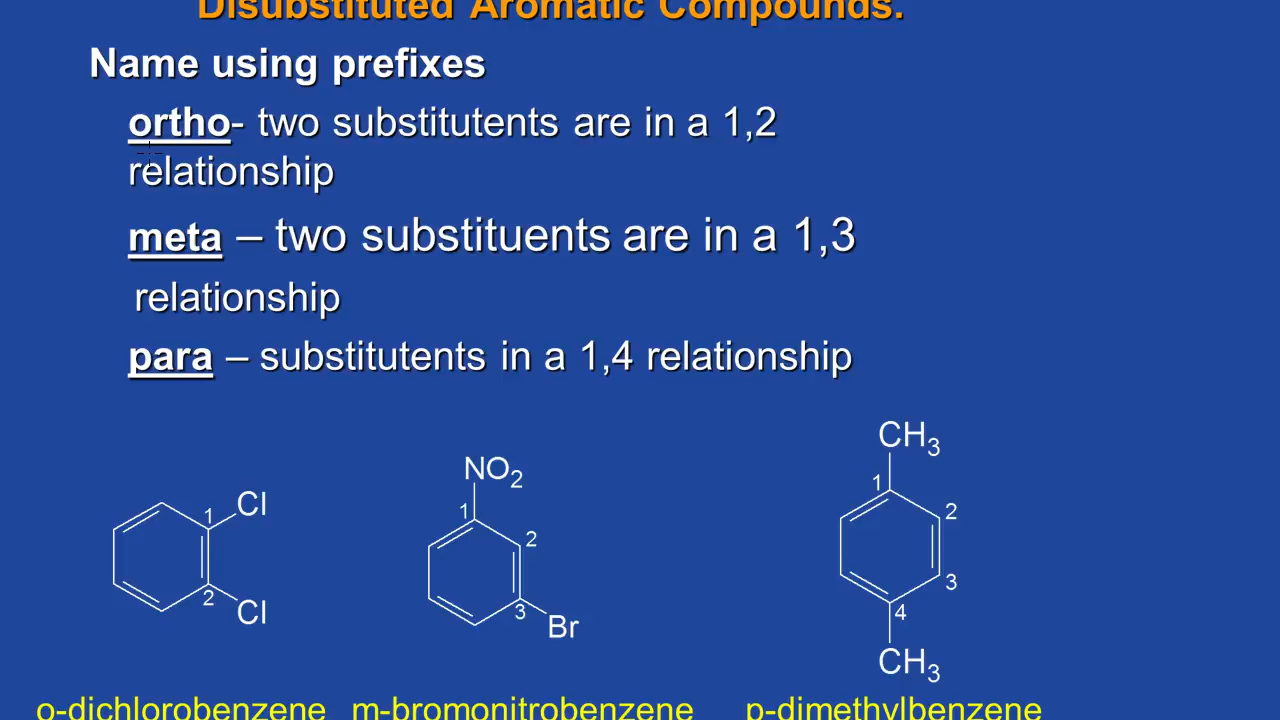 Disubstituted Aromatic Compounds.
Name using prefixes
ortho- two substitutents are in a 1,2
relationship
meta – two substituents are in a 1,3
relationship
para – substitutents in a 1,4 relationship
Cl
1
2
Cl
NO2
1
2
3
Br
CH3
1
2
3
4
CH3
o-dichlorobenzene m-bromonitrobenzene p-dimethylbenzene